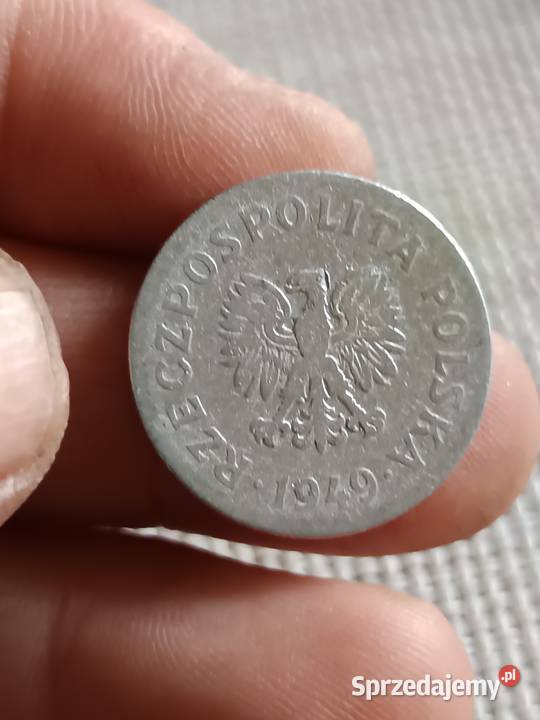 RZECZPOSPOLITA POLSKA
· 1949 ·
Sprzedajemy.pl